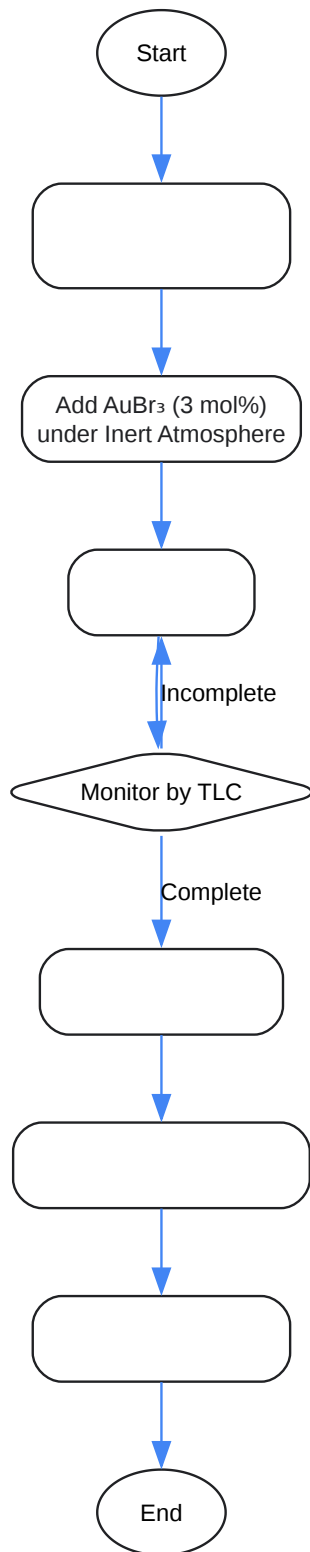 Start
Add AuBr₃ (3 mol%)
under Inert Atmosphere
Incomplete
Monitor by TLC
Complete
End